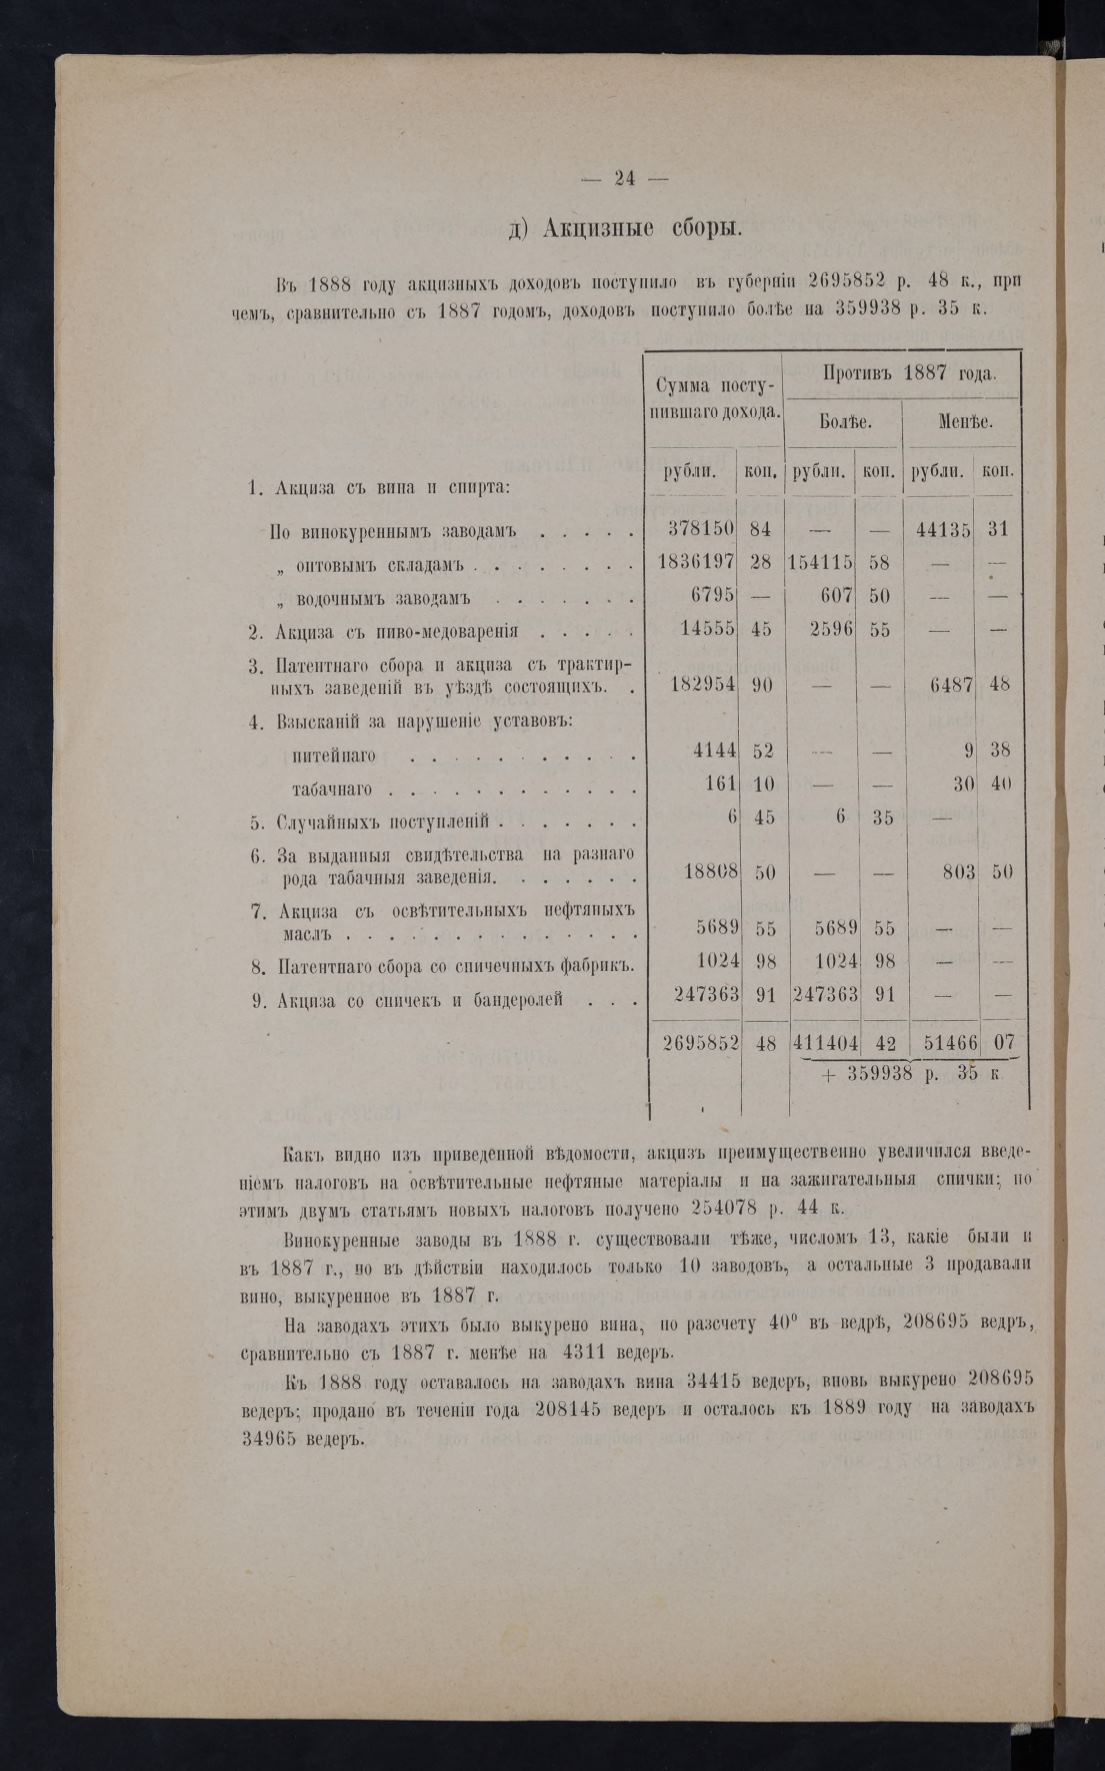 — 24 —
д) Акцизные сборы.
Въ 1888 году акцизныхъ доходовъ поступило въ губерніи 2695852 р. 48 к., при
чемъ, сравнительно съ 1887 годомъ, доходовъ поступило болѣе на 359938 р. 35 к.
Сумма посту-
пившаго дохода.
Противъ 1887 года.
Болѣе. Менѣе.
рубли. коп. рубли. коп. рубли. коп.
1. Акциза съ вина и спирта:
По винокуреннымъ заводамъ . . . . . 378150 84 — — 44135 31
„ оптовымъ складамъ . . . . . . . . 1836197 28 154115 58 — —
„ водочнымъ заводамъ . . . . . . . 6795 — 607 50 — —
2. Акциза съ пиво-медоваренія . . . . . 14555 45 2596 55 — —
3. Патентнаго сбора и акциза съ трактир-
ныхъ заведеній въ уѣздѣ состоящихъ. . 182954 90 — — 6487 48
4. Взысканій за нарушеніе уставовъ:
питейнаго . . . . . . . . . . . 4144 52 — — 9 38
табачнаго . . . . . . . . . . . . 161 10 — — 30 40
5. Случайныхъ поступленій . . . . . . . 6 45 6 35 —
6. За выданныя свидѣтельства на разнаго
рода табачныя заведенія. . . . . . . 18808 50 — — 803 50
7. Акциза съ освѣтительныхъ нефтяныхъ
маслъ . . . . . . . . . . . . . . 5689 55 5689 55 — —
8. Патентнаго сбора со спичечныхъ фабрикъ. 1024 98 1024 98 — —
9. Акциза со спичекъ и бандеролей . . . 247363 91 247363 91 — —
2695852 48 411404 42 51466 07
+ 359938 р. 35 к
Какъ видно изъ приведенной вѣдомости, акцизъ преимущественно увеличился введе-
ніемъ налоговъ на освѣтительные нефтяные матеріалы и на зажигательныя спички; по
этимъ двумъ статьямъ новыхъ налоговъ получено 254078 р. 44 к.
Винокуренные заводы въ 1888 г. существовали тѣже, числомъ 13, какіе были и
въ 1887 г., но въ дѣйствіи находилось только 10 заводовъ, а остальные 3 продавали
вино, выкуренное въ 1887 г.
На заводахъ этихъ было выкурено вина, по разсчету 40° въ ведрѣ, 208695 ведръ,
сравнительно съ 1887 г. менѣе на 4311 ведеръ.
Къ 1888 году оставалось на заводахъ вина 34415 ведеръ, вновь выкурено 208695
ведеръ; продано въ теченіи года 208145 ведеръ и осталось къ 1889 году на заводахъ
34965 ведеръ.